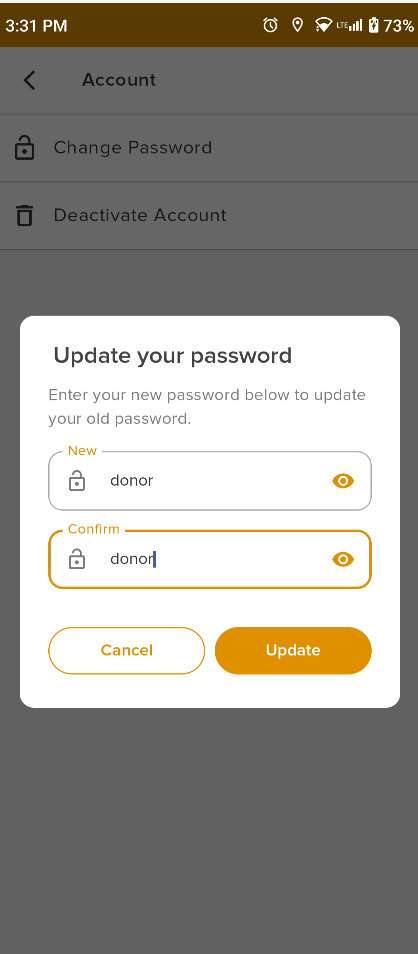 3:31 PM LTE 73%
Account
Change Password
Deactivate Account
Update your password
Enter your new password below to update
your old password.
New
donor
Confirm
donor
Cancel Update